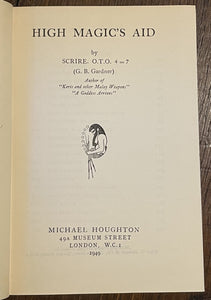 HIGH MAGIC'S AID
by
SCRIRE. O.T.O. 4 = 7
(G. B. Gardner)
Author of
"Keris and other Malay Weapons"
"A Goddess Arrives"
MICHAEL HOUGHTON
49A MUSEUM STREET
LONDON, W.C.1
1949